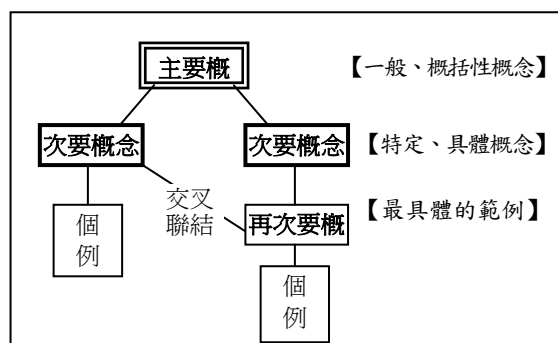 主要概
【一般、概括性概念】
次要概念
次要概念
【特定、具體概念】
交叉
聯結
個
例
再次要概
【最具體的範例】
個
例